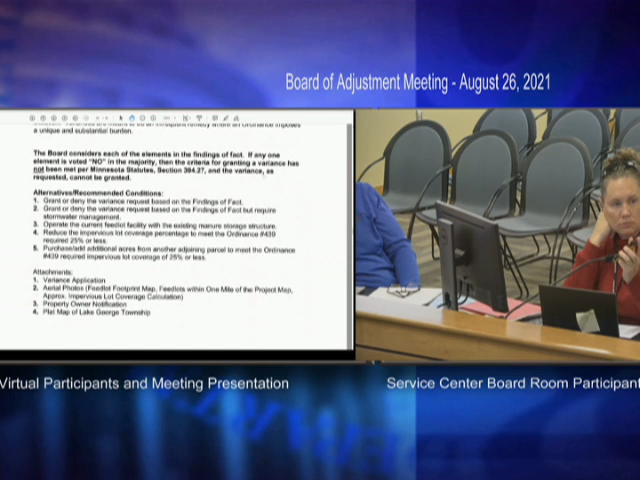 Board of Adjustment Meeting - August 26, 2021
a unique and substantial burden.
The Board considers each of the elements in the findings of fact. If any one
element is voted "NO" in the majority, then the criteria for granting a variance has
not been met per Minnesota Statutes, Section 394.27, and the variance, as
requested, cannot be granted.
Alternatives/Recommended Conditions:
1. Grant or deny the variance request based on the Findings of Fact.
2. Grant or deny the variance request based on the Findings of Fact but require
stormwater management.
3. Operate the current feedlot facility with the existing manure storage structure.
4. Reduce the impervious lot coverage percentage to meet the Ordinance #439
required 25% or less.
5. Purchase/add additional acres from another adjoining parcel to meet the Ordinance
#439 required impervious lot coverage of 25% or less.
Attachments:
1. Variance Application
2. Aerial Photos (Feedlot Footprint Map, Feedlots within One Mile of the Project Map,
Approx. Impervious Lot Coverage Calculation)
3. Property Owner Notification
4. Plat Map of Lake George Township
Virtual Participants and Meeting Presentation
Service Center Board Room Participant